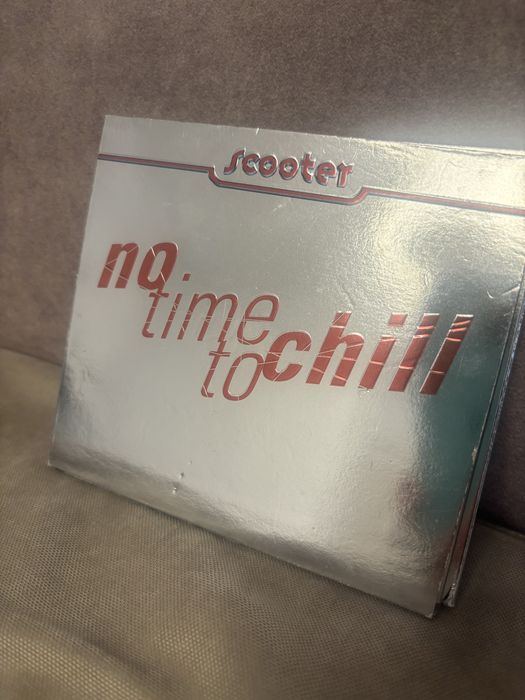 scooter
no
time
to chill